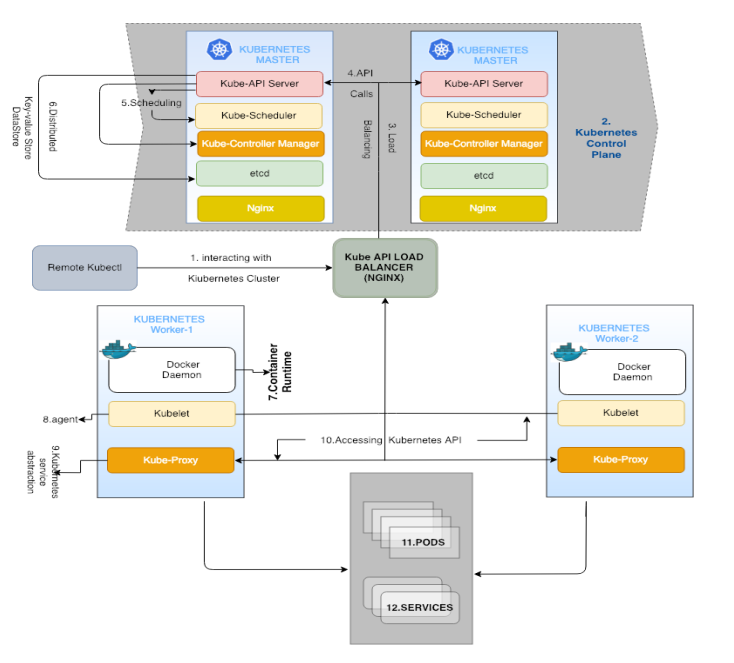 KUBERNETES
MASTER
Kube-API Server
Kube-Scheduler
Kube-Controller Manager
etcd
Nginx
4.API
Calls
3. Load
Balancing
KUBERNETES
MASTER
Kube-API Server
Kube-Scheduler
Kube-Controller Manager
etcd
Nginx
2.
Kubernetes
Control
Plane
5.Scheduling
6.Distributed
Key-value Store
DataStore
Remote Kubectl
1. interacting with
Kiubernetes Cluster
Kube API LOAD
BALANCER
(NGINX)
KUBERNETES
Worker-1
Docker
Daemon
Kubelet
Kube-Proxy
7.Container
Runtime
8.agent
9.Kubrnetes
service
abstraction
10.Accessing Kubernetes API
KUBERNETES
Worker-2
Docker
Daemon
Kubelet
Kube-Proxy
11.PODS
12.SERVICES